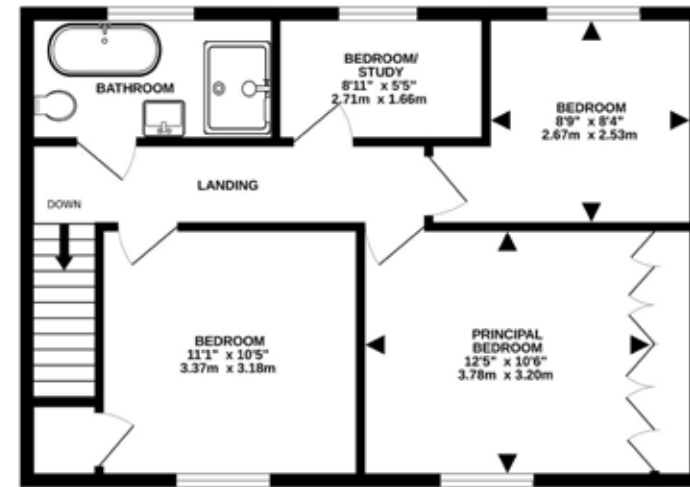 BATHROOM
BEDROOM/
STUDY
8'11" x 5'5"
2.71m x 1.66m
BEDROOM
8'9" x 8'4"
2.67m x 2.53m
LANDING
DOWN
BEDROOM
11'1" x 10'5"
3.37m x 3.18m
PRINCIPAL
BEDROOM
12'5" x 10'6"
3.78m x 3.20m